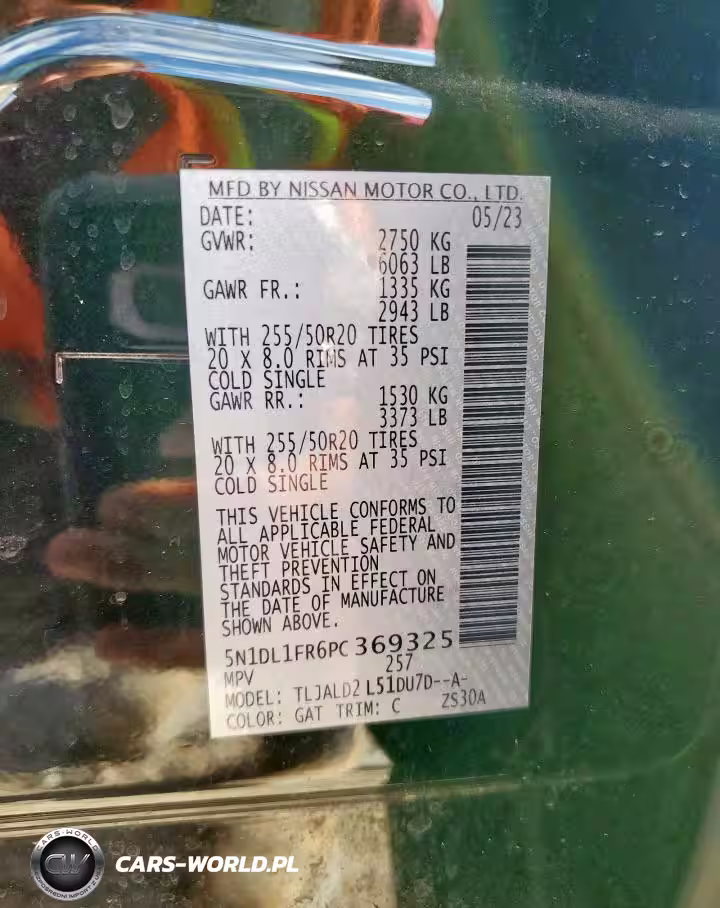 MFD BY NISSAN MOTOR CO., LTD.
DATE: 05/23
GVWR: 2750 KG
6063 LB
GAWR FR.: 1335 KG
2943 LB
WITH 255/50R20 TIRES
20 X 8.0 RIMS AT 35 PSI
COLD SINGLE
GAWR RR.: 1530 KG
3373 LB
WITH 255/50R20 TIRES
20 X 8.0 RIMS AT 35 PSI
COLD SINGLE
THIS VEHICLE CONFORMS TO
ALL APPLICABLE FEDERAL
MOTOR VEHICLE SAFETY AND
THEFT PREVENTION
STANDARDS IN EFFECT ON
THE DATE OF MANUFACTURE
SHOWN ABOVE.
5N1DL1FR6PC369325
MPV 257
MODEL: TLJALD2 L51DU7D--A-
COLOR: GAT TRIM: C ZS30A
CARS-WORLD
CW
CARS-WORLD.PL